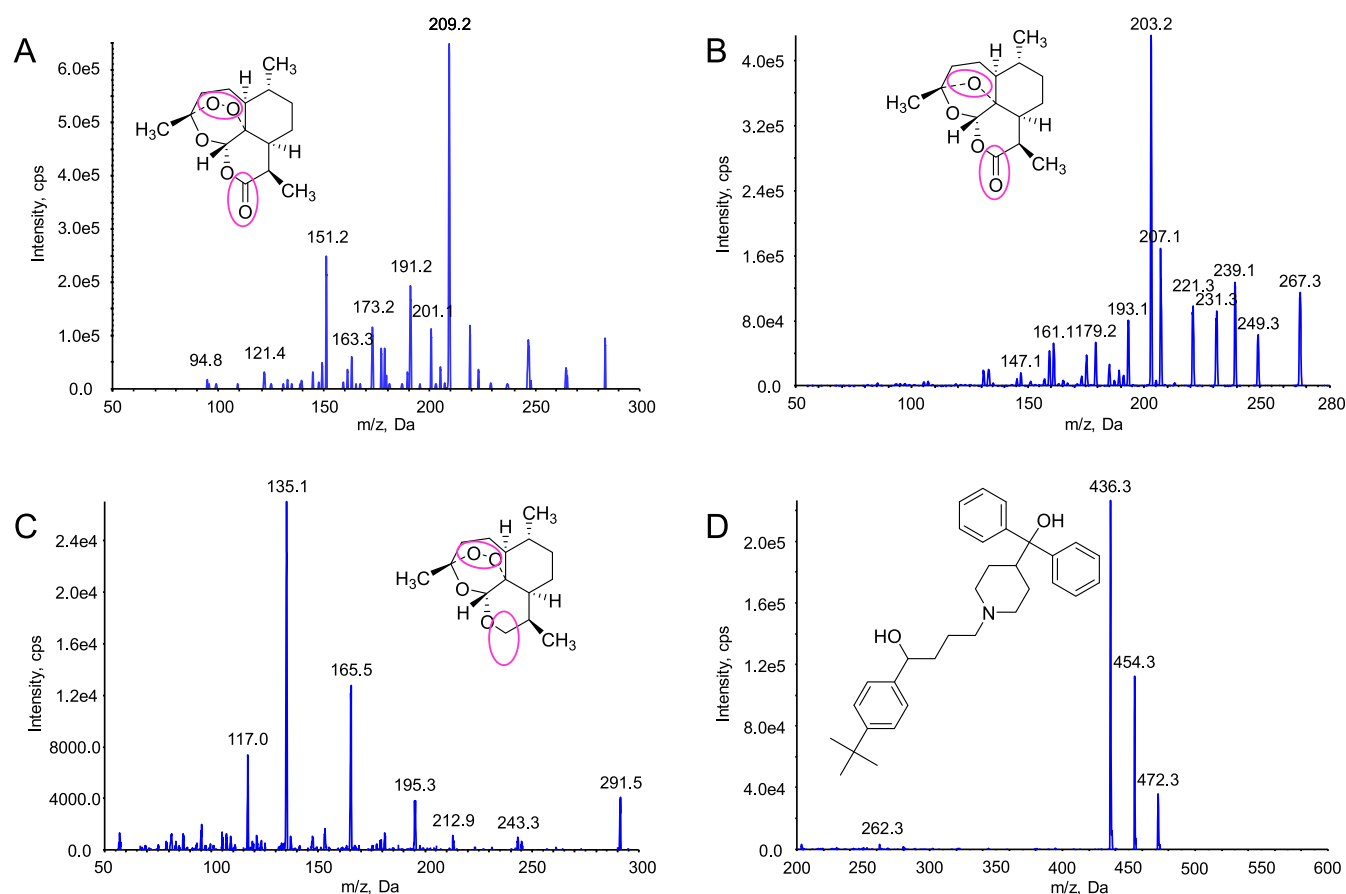 A
209.2
6.0e5
5.0e5
4.0e5
3.0e5
2.0e5
1.0e5
0.0
Intensity, cps
151.2
191.2
201.1
173.2
163.3
121.4
94.8
50
100
150
200
250
300
m/z, Da
H
CH3
O
O
H3C
O
H
H
O
CH3
O
B
203.2
4.0e5
3.2e5
2.4e5
1.6e5
8.0e4
0.0
Intensity, cps
207.1
239.1
267.3
221.3
231.3
249.3
193.1
161.1
179.2
147.1
50
100
150
200
250
280
m/z, Da
H
CH3
O
H3C
O
H
H
O
CH3
O
C
135.1
2.4e4
2.0e4
1.6e4
1.2e4
8000.0
4000.0
0.0
Intensity, cps
165.5
117.0
195.3
212.9
243.3
291.5
50
100
150
200
250
300
m/z, Da
H
CH3
O
O
H3C
O
H
H
O
CH3
D
436.3
2.0e5
1.6e5
1.2e5
8.0e4
4.0e4
0.0
Intensity, cps
454.3
472.3
262.3
200
250
300
350
400
450
500
550
600
m/z, Da
OH
N
HO